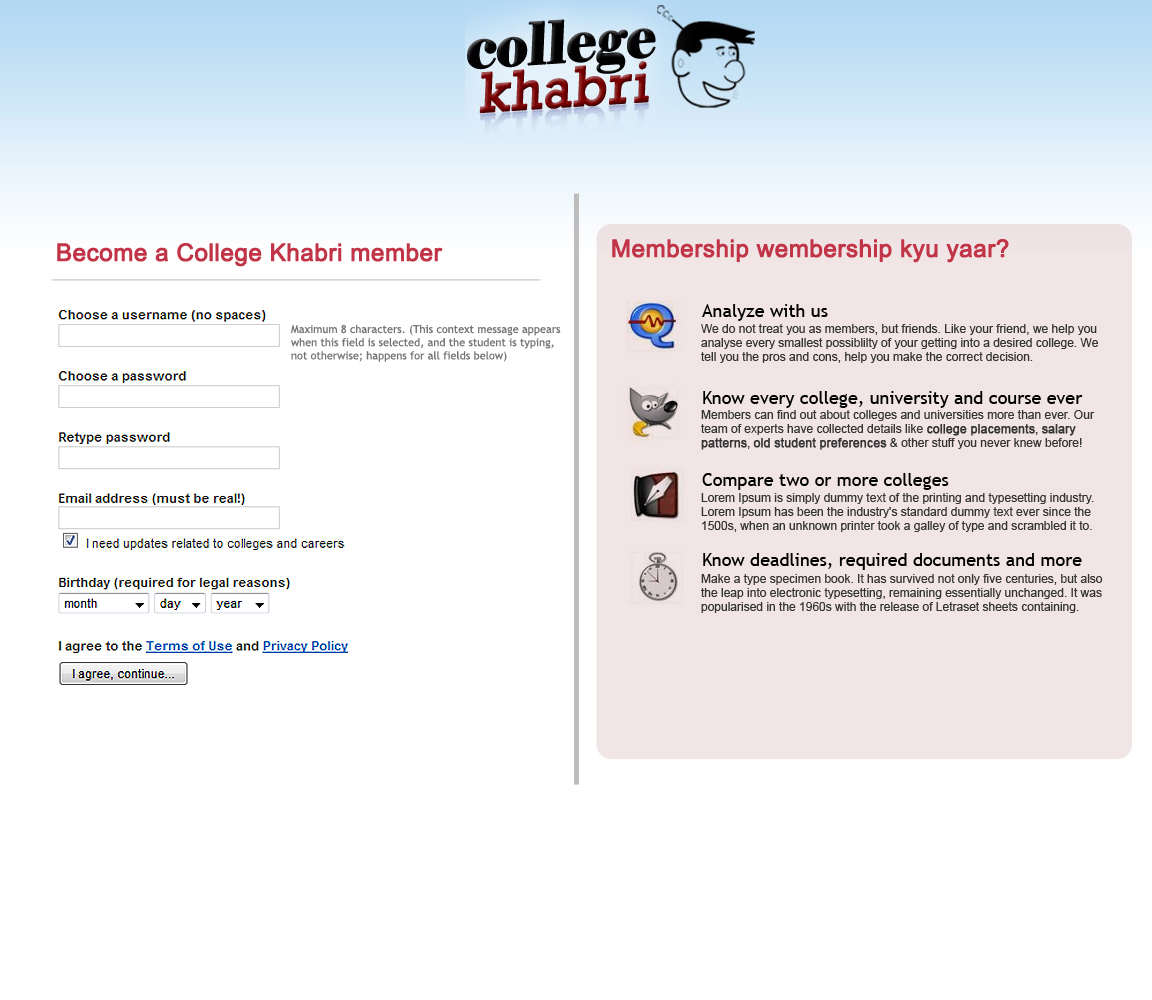 college
khabri
Become a College Khabri member
Choose a username (no spaces)
Maximum 8 characters. (This context message appears
when this field is selected, and the student is typing,
not otherwise; happens for all fields below)
Choose a password
Retype password
Email address (must be real!)
I need updates related to colleges and careers
Birthday (required for legal reasons)
month day year
I agree to the Terms of Use and Privacy Policy
I agree, continue...
Membership wembership kyu yaar?
Analyze with us
We do not treat you as members, but friends. Like your friend, we help you
analyse every smallest possiblilty of your getting into a desired college. We
tell you the pros and cons, help you make the correct decision.
Know every college, university and course ever
Members can find out about colleges and universities more than ever. Our
team of experts have collected details like college placements, salary
patterns, old student preferences & other stuff you never knew before!
Compare two or more colleges
Lorem Ipsum is simply dummy text of the printing and typesetting industry.
Lorem Ipsum has been the industry's standard dummy text ever since the
1500s, when an unknown printer took a galley of type and scrambled it to.
Know deadlines, required documents and more
Make a type specimen book. It has survived not only five centuries, but also
the leap into electronic typesetting, remaining essentially unchanged. It was
popularised in the 1960s with the release of Letraset sheets containing.